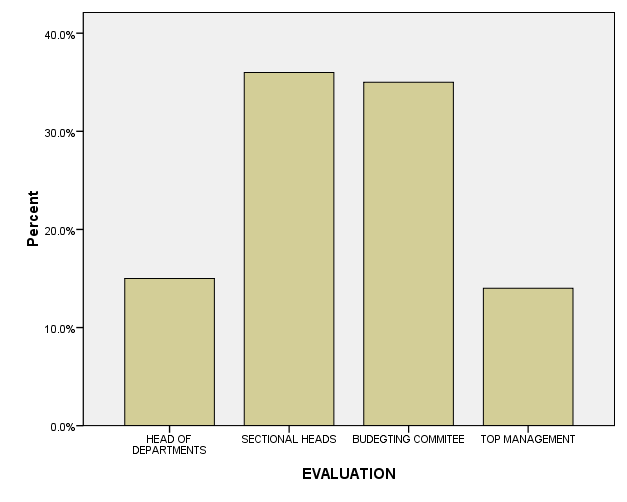 40.0%
30.0%
20.0%
10.0%
0.0%
Percent
HEAD OF
DEPARTMENTS
SECTIONAL HEADS
BUDEGTING COMMITEE
TOP MANAGEMENT
EVALUATION